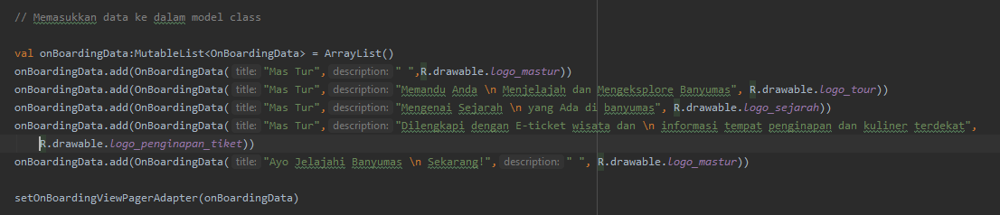 // Memasukkan data ke dalam model class
val onBoardingData:MutableList<OnBoardingData> = ArrayList()
onBoardingData.add(OnBoardingData( title: "Mas Tur", description: " ",R.drawable.logo_mastur))
onBoardingData.add(OnBoardingData( title: "Mas Tur", description: "Memandu Anda \n Menjelajah dan Mengeksplore Banyumas", R.drawable.logo_tour))
onBoardingData.add(OnBoardingData( title: "Mas Tur", description: "Mengenai Sejarah \n yang Ada di banyumas", R.drawable.logo_sejarah))
onBoardingData.add(OnBoardingData( title: "Mas Tur", description: "Dilengkapi dengan E-ticket wisata dan \n informasi tempat penginapan dan kuliner terdekat",
R.drawable.logo_penginapan_tiket))
onBoardingData.add(OnBoardingData( title: "Ayo Jelajahi Banyumas \n Sekarang!", description: " ", R.drawable.logo_mastur))
setOnBoardingViewPagerAdapter(onBoardingData)